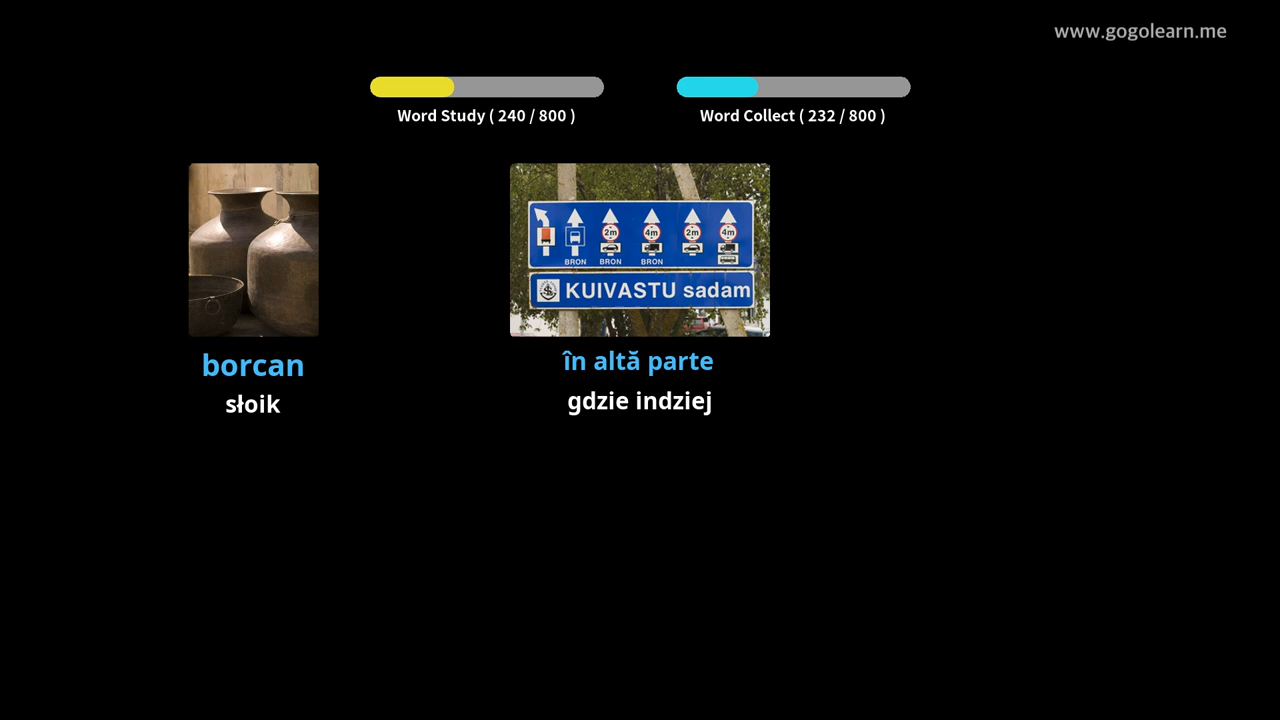 www.gogolearn.me
Word Study ( 240 / 800 )
Word Collect ( 232 / 800 )
2m
4m
2m
4m
BRON
BRON
BRON
KUIVASTU sadam
borcan
słoik
în altă parte
gdzie indziej